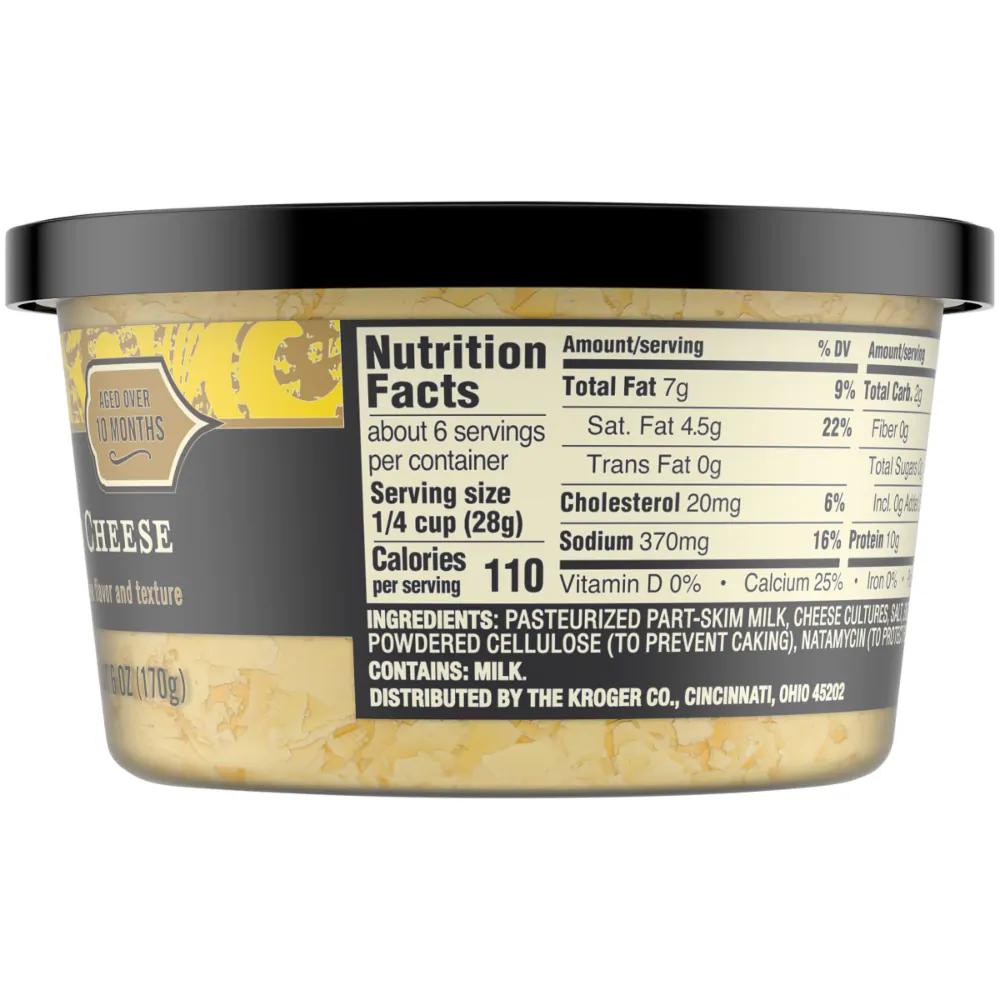 AGED OVER
10 MONTHS
CHEESE
flavor and texture
6 OZ (170g)
Nutrition
Facts
about 6 servings
per container
Serving size
1/4 cup (28g)
Calories
per serving 110
Amount/serving % DV
Total Fat 7g 9%
Sat. Fat 4.5g 22%
Trans Fat 0g
Cholesterol 20mg 6%
Sodium 370mg 16%
Amount/serving
Total Carb. 2g
Fiber 0g
Total Sugars 0g
Incl. 0g
Protein 10g
Vitamin D 0% • Calcium 25% • Iron 0% •
INGREDIENTS: PASTEURIZED PART-SKIM MILK, CHEESE CULTURES, SALT,
POWDERED CELLULOSE (TO PREVENT CAKING), NATAMYCIN (TO
CONTAINS: MILK.
DISTRIBUTED BY THE KROGER CO., CINCINNATI, OHIO 45202